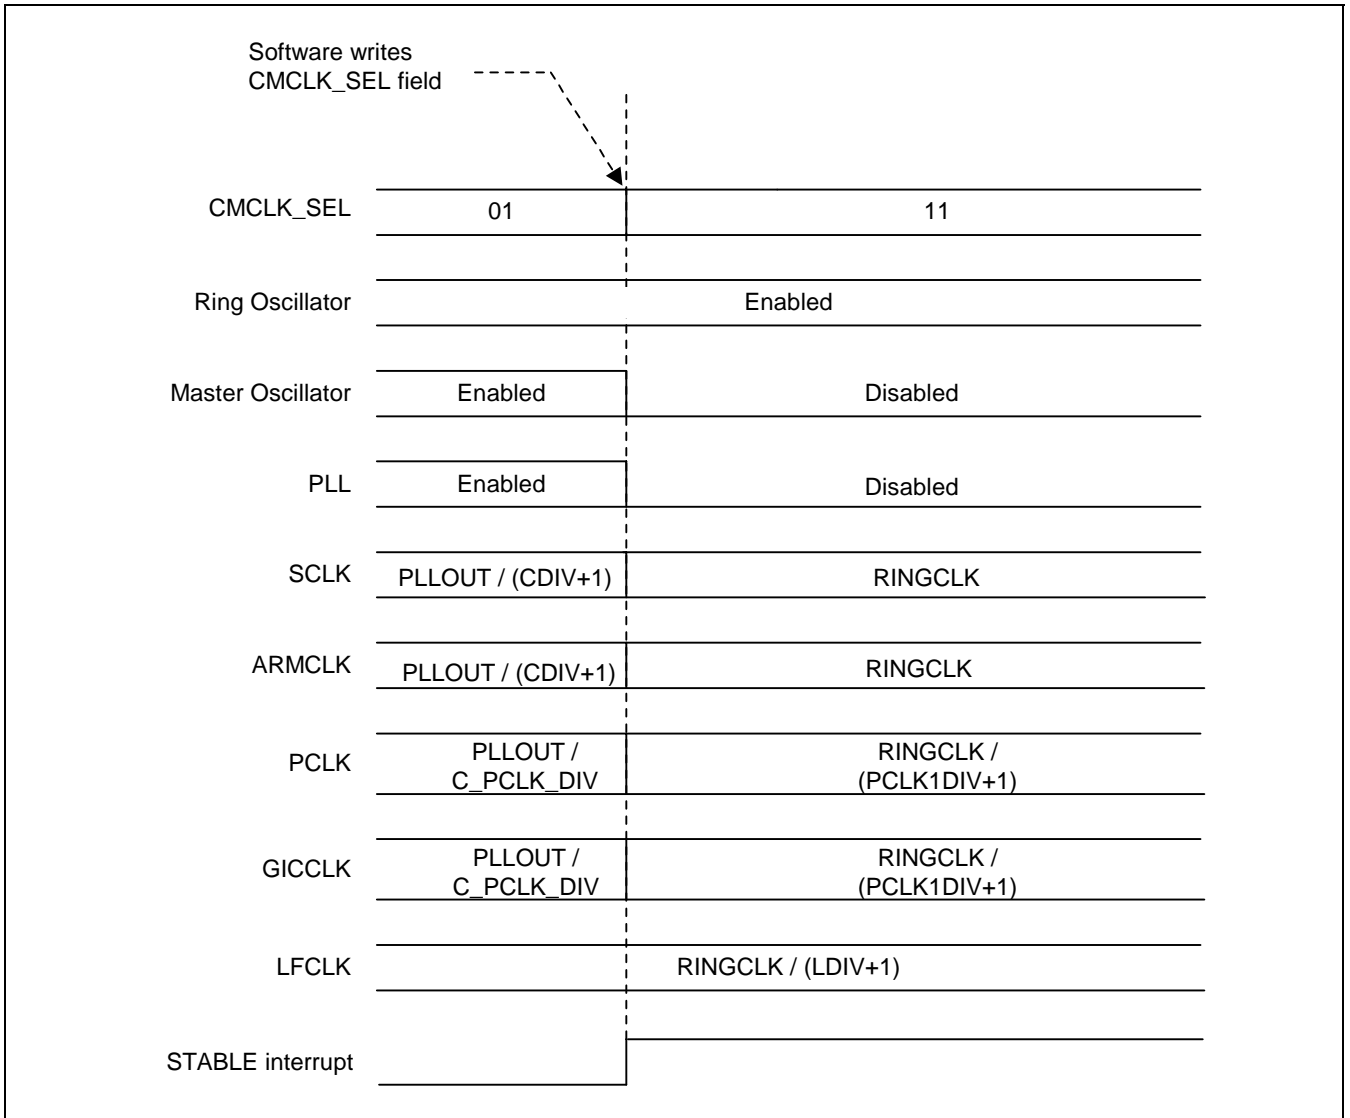 Software writes
CMCLK_SEL field
CMCLK_SEL
01
11
Ring Oscillator
Enabled
Master Oscillator
Enabled
Disabled
PLL
Enabled
Disabled
SCLK
PLLOUT / (CDIV+1)
RINGCLK
ARMCLK
PLLOUT / (CDIV+1)
RINGCLK
PCLK
PLLOUT /
C_PCLK_DIV
RINGCLK /
(PCLK1DIV+1)
GICCLK
PLLOUT /
C_PCLK_DIV
RINGCLK /
(PCLK1DIV+1)
LFCLK
RINGCLK / (LDIV+1)
STABLE interrupt